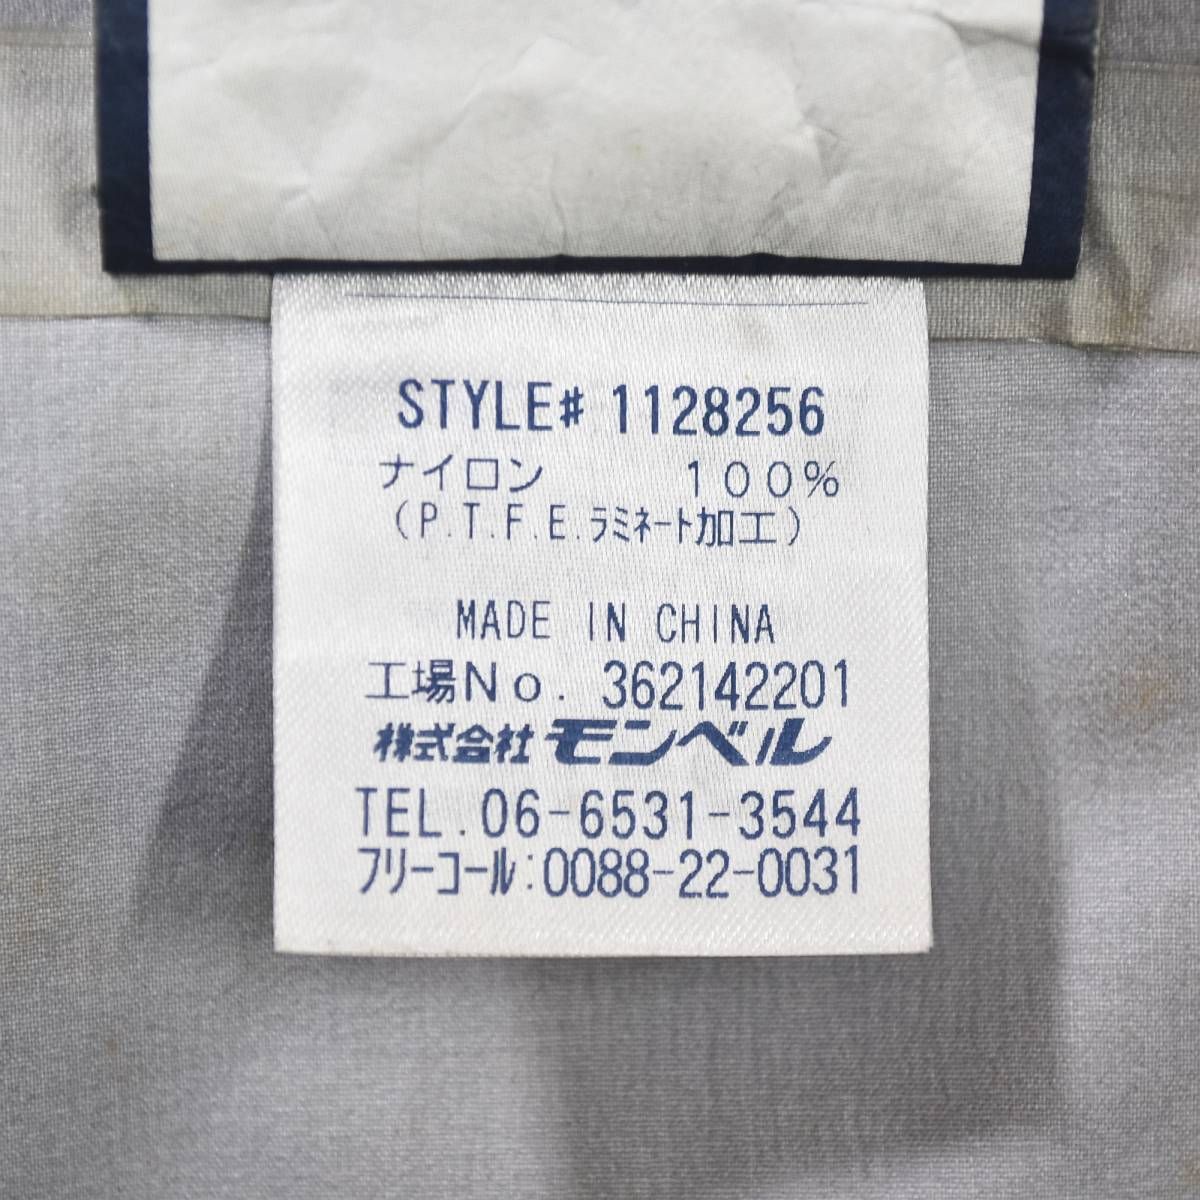 STYLE# 1128256
ナイロン 100%
(P.T.F.E.ラミネート加工)
MADE IN CHINA
工場No. 362142201
株式会社モンベル
TEL.06-6531-3544
フリーコール:0088-22-0031